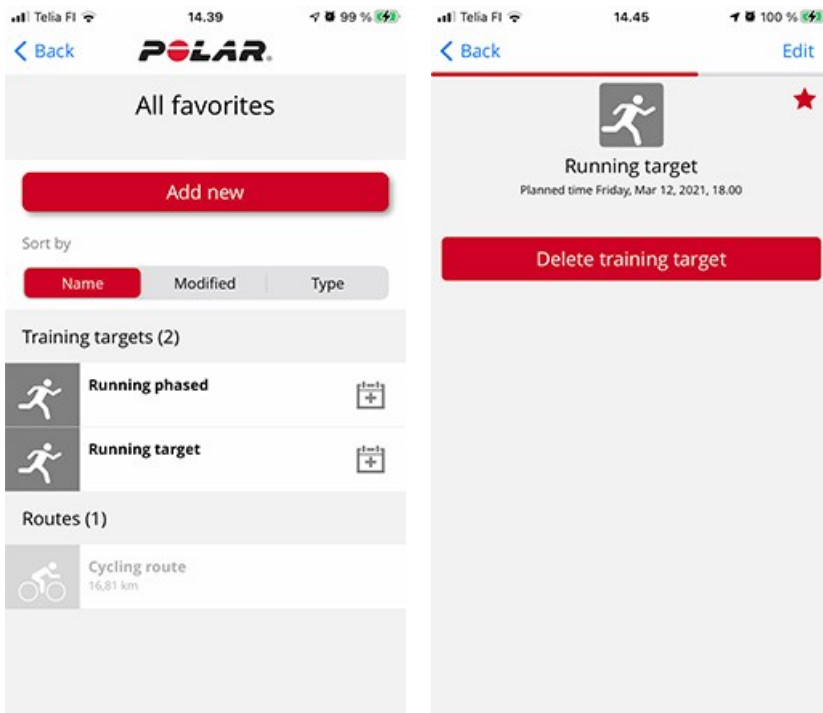 Telia FI 14.39 99 %
Back POLAR.
All favorites
Add new
Sort by
Name Modified Type
Training targets (2)
Running phased
Running target
Routes (1)
Cycling route
16,81 km
Telia FI 14.45 100 %
Back Edit
Running target
Planned time Friday, Mar 12, 2021, 18.00
Delete training target